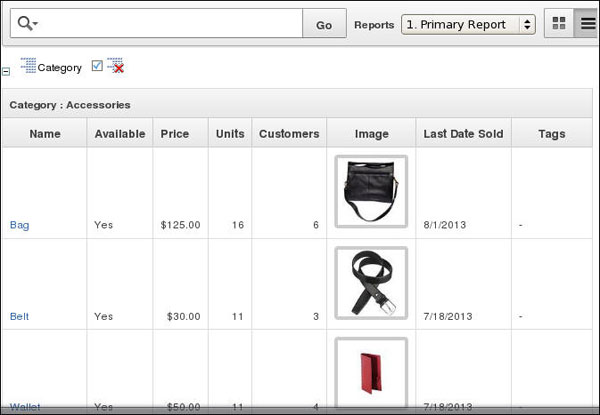 Go Reports 1. Primary Report
Category
Category : Accessories
Name Available Price Units Customers Image Last Date Sold Tags
Bag Yes $125.00 16 6 8/1/2013 -
Belt Yes $30.00 11 3 7/18/2013 -
Wallet Yes $50.00 11 4 7/18/2013 -